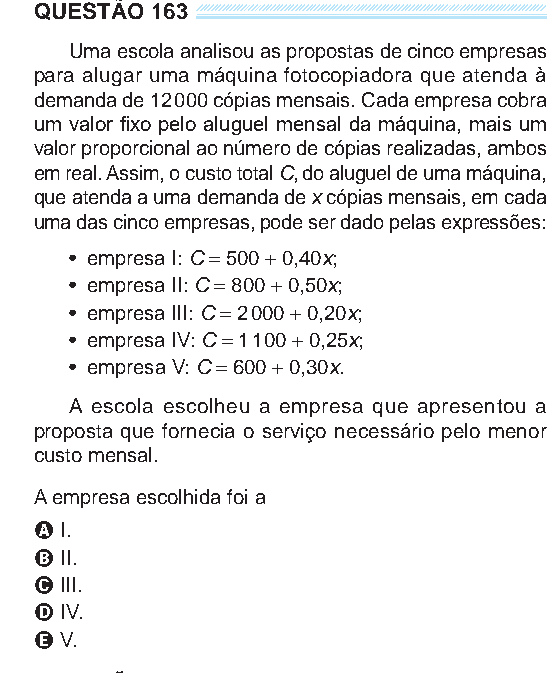 QUESTÃO 163
Uma escola analisou as propostas de cinco empresas
para alugar uma máquina fotocopiadora que atenda à
demanda de 12 000 cópias mensais. Cada empresa cobra
um valor fixo pelo aluguel mensal da máquina, mais um
valor proporcional ao número de cópias realizadas, ambos
em real. Assim, o custo total C, do aluguel de uma máquina,
que atenda a uma demanda de x cópias mensais, em cada
uma das cinco empresas, pode ser dado pelas expressões:
• empresa I: C = 500 + 0,40x;
• empresa II: C = 800 + 0,50x;
• empresa III: C = 2 000 + 0,20x;
• empresa IV: C = 1 100 + 0,25x;
• empresa V: C = 600 + 0,30x.
A escola escolheu a empresa que apresentou a
proposta que fornecia o serviço necessário pelo menor
custo mensal.
A empresa escolhida foi a
A I.
B II.
C III.
D IV.
E V.